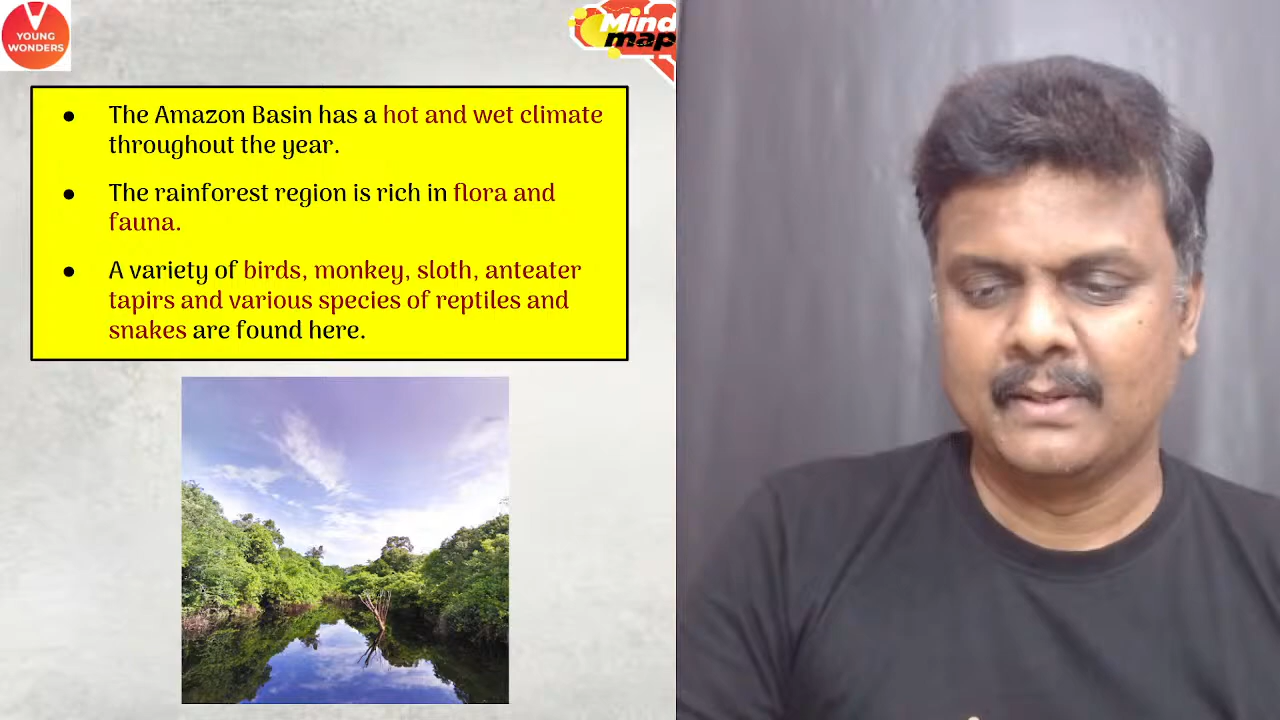 YOUNG
WONDERS
Mind
map
● The Amazon Basin has a hot and wet climate
throughout the year.
● The rainforest region is rich in flora and
fauna.
● A variety of birds, monkey, sloth, anteater
tapirs and various species of reptiles and
snakes are found here.